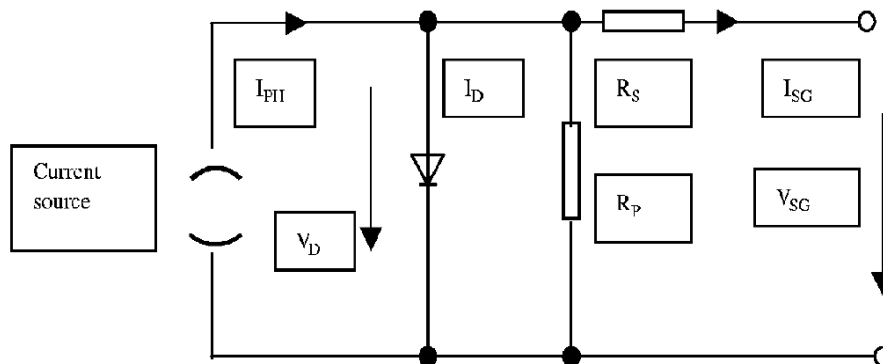 I_PH
I_D
R_S
I_SG
Current
source
V_D
R_P
V_SG